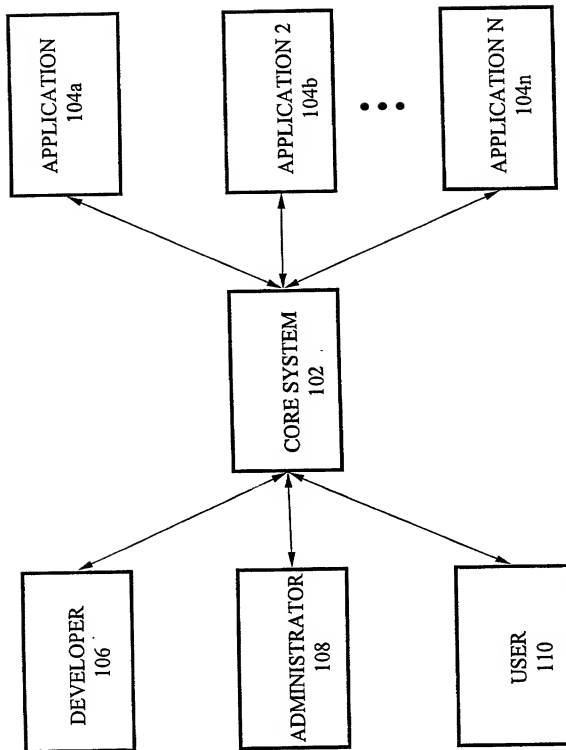 DEVELOPER
106
ADMINISTRATOR
108
USER
110
CORE SYSTEM
102
APPLICATION
104a
APPLICATION 2
104b
•••
APPLICATION N
104n